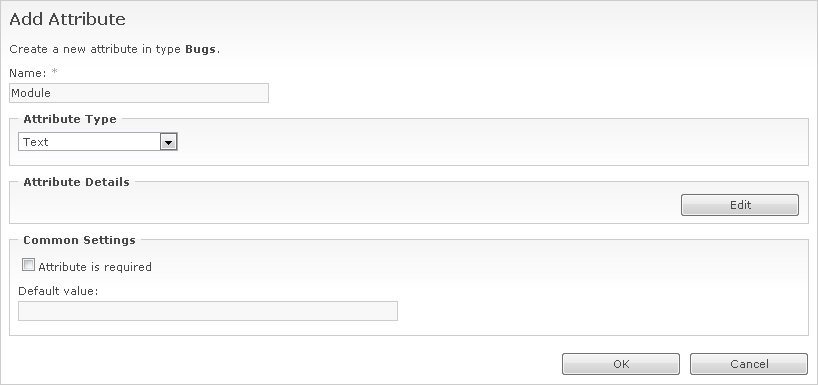 Add Attribute
Create a new attribute in type Bugs.
Name: *
Module
Attribute Type
Text
Attribute Details
Edit
Common Settings
Attribute is required
Default value:
OK Cancel